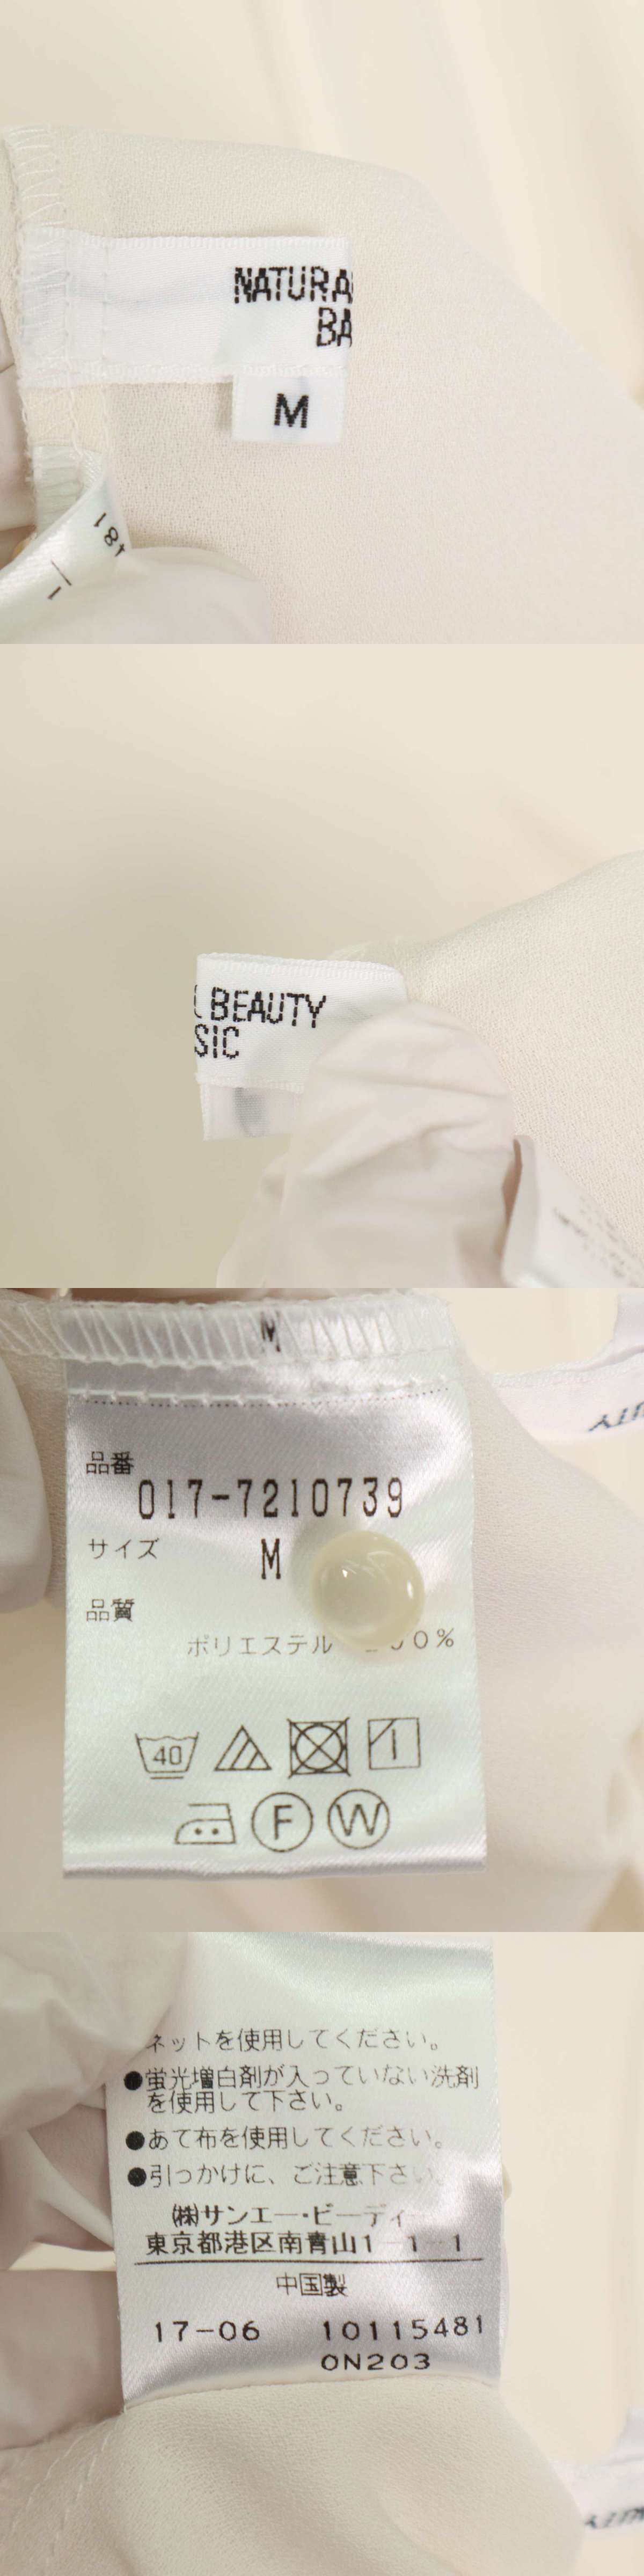 NATURA
BA
M
481
BEAUTY
SIC
M
品番
017-7210739
サイズ
M
品質
ポリエステル 00%
40
F W
ネットを使用してください。
●蛍光増白剤が入っていない洗剤
を使用して下さい。
●あて布を使用してください。
●引っかけに、ご注意下さい。
㈱サンエー・ビーディー
東京都港区南青山1-1-1
中国製
17-06 10115481
0N203